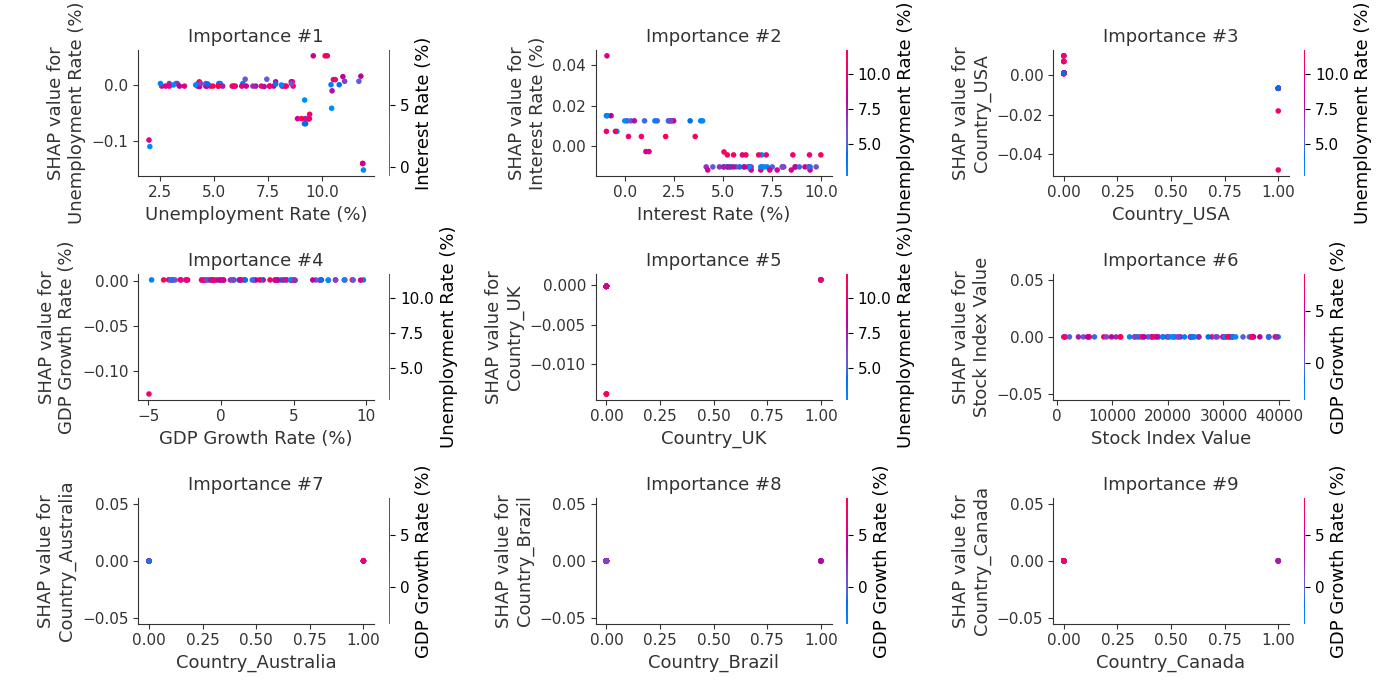 Importance #1
SHAP value for
Unemployment Rate (%)
0.0
−0.1
2.5
5.0
7.5
10.0
Unemployment Rate (%)
5
0
Interest Rate (%)
Importance #2
SHAP value for
Interest Rate (%)
0.04
0.02
0.00
0.0
2.5
5.0
7.5
10.0
Interest Rate (%)
10.0
7.5
5.0
Unemployment Rate (%)
Importance #3
SHAP value for
Country_USA
0.00
−0.02
−0.04
0.00
0.25
0.50
0.75
1.00
Country_USA
10.0
7.5
5.0
Unemployment Rate (%)
Importance #4
SHAP value for
GDP Growth Rate (%)
0.00
−0.05
−0.10
−5
0
5
10
GDP Growth Rate (%)
10.0
7.5
5.0
Unemployment Rate (%)
Importance #5
SHAP value for
Country_UK
0.000
−0.005
−0.010
0.00
0.25
0.50
0.75
1.00
Country_UK
10.0
7.5
5.0
Unemployment Rate (%)
Importance #6
SHAP value for
Stock Index Value
0.05
0.00
−0.05
0
10000
20000
30000
40000
Stock Index Value
5
0
GDP Growth Rate (%)
Importance #7
SHAP value for
Country_Australia
0.05
0.00
−0.05
0.00
0.25
0.50
0.75
1.00
Country_Australia
5
0
GDP Growth Rate (%)
Importance #8
SHAP value for
Country_Brazil
0.05
0.00
−0.05
0.00
0.25
0.50
0.75
1.00
Country_Brazil
5
0
GDP Growth Rate (%)
Importance #9
SHAP value for
Country_Canada
0.05
0.00
−0.05
0.00
0.25
0.50
0.75
1.00
Country_Canada
5
0
GDP Growth Rate (%)